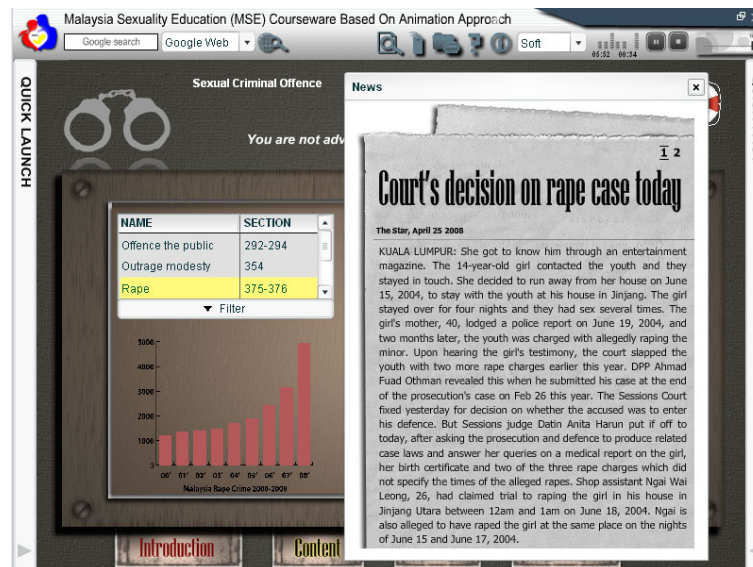 Malaysia Sexuality Education (MSE) Courseware Based On Animation Approach
Google search
Google Web
Soft
05:52 00:34
QUICK LAUNCH
Sexual Criminal Offence
You are not adv
NAME SECTION
Offence the public 292-294
Outrage modesty 354
Rape 375-376
Filter
5000
4000
3000
2000
1000
00' 01' 02' 03' 04' 05' 06' 07' 08'
Malaysia Rape Crime 2000-2008
Introduction
Content
News
1 2
Court's decision on rape case today
The Star, April 25 2008
KUALA LUMPUR: She got to know him through an entertainment
magazine. The 14-year-old girl contacted the youth and they
stayed in touch. She decided to run away from her house on June
15, 2004, to stay with the youth at his house in Jinjang. The girl
stayed over for four nights and they had sex several times. The
girl's mother, 40, lodged a police report on June 19, 2004, and
two months later, the youth was charged with allegedly raping the
minor. Upon hearing the girl's testimony, the court slapped the
youth with two more rape charges earlier this year. DPP Ahmad
Fuad Othman revealed this when he submitted his case at the end
of the prosecution's case on Feb 26 this year. The Sessions Court
fixed yesterday for decision on whether the accused was to enter
his defence. But Sessions judge Datin Anita Harun put if off to
today, after asking the prosecution and defence to produce related
case laws and answer her queries on a medical report on the girl,
her birth certificate and two of the three rape charges which did
not specify the times of the alleged rapes. Shop assistant Ngai Wai
Leong, 26, had claimed trial to raping the girl in his house in
Jinjang Utara between 12am and 1am on June 18, 2004. Ngai is
also alleged to have raped the girl at the same place on the nights
of June 15 and June 17, 2004.